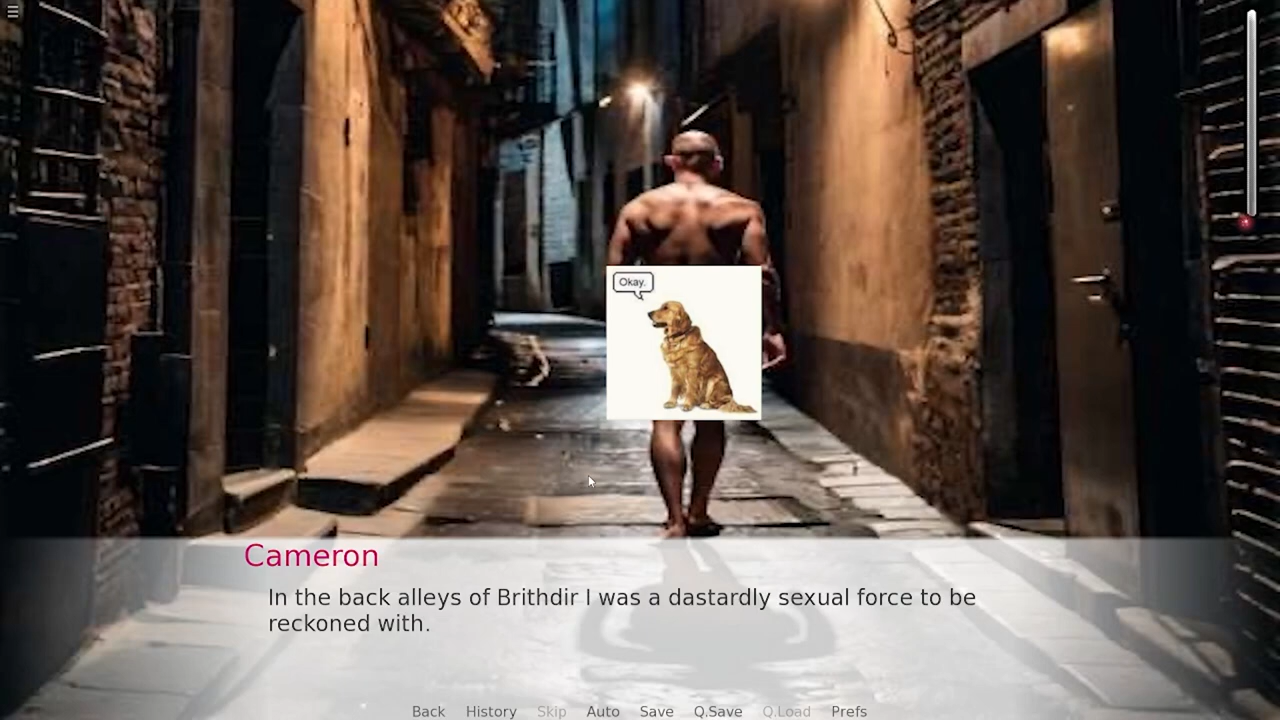 Okay.
Cameron
In the back alleys of Brithdir I was a dastardly sexual force to be
reckoned with.
Back History Skip Auto Save Q.Save Q.Load Prefs